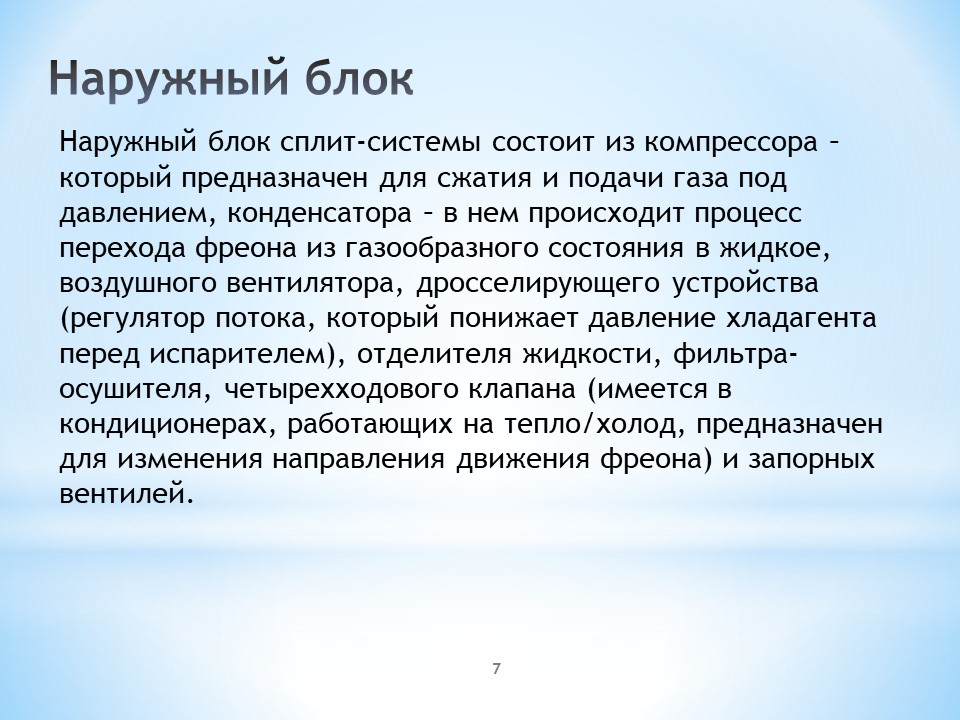 Наружный блок
Наружный блок сплит-системы состоит из компрессора –
который предназначен для сжатия и подачи газа под
давлением, конденсатора – в нем происходит процесс
перехода фреона из газообразного состояния в жидкое,
воздушного вентилятора, дросселирующего устройства
(регулятор потока, который понижает давление хладагента
перед испарителем), отделителя жидкости, фильтра-
осушителя, четырехходового клапана (имеется в
кондиционерах, работающих на тепло/холод, предназначен
для изменения направления движения фреона) и запорных
вентилей.
7